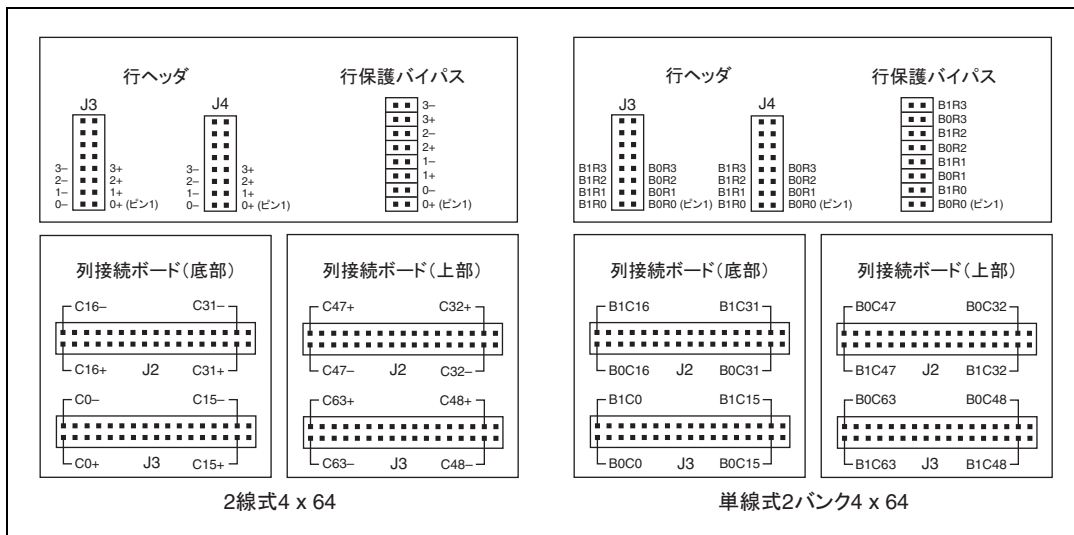 行ヘッダ
行保護バイパス
J3
J4
3– 3+
2– 2+
1– 1+
0– 0+ (ピン1)
3– 3+
2– 2+
1– 1+
0– 0+ (ピン1)
3–
3+
2–
2+
1–
1+
0–
0+ (ピン1)
列接続ボード(底部)
C16– C31–
C16+ J2 C31+
C0– C15–
C0+ J3 C15+
列接続ボード(上部)
C47+ C32+
C47– J2 C32–
C63+ C48+
C63– J3 C48–
2線式4 x 64
行ヘッダ
行保護バイパス
J3
J4
B1R3 B0R3
B1R2 B0R2
B1R1 B0R1
B1R0 B0R0 (ピン1)
B1R3 B0R3
B1R2 B0R2
B1R1 B0R1
B1R0 B0R0 (ピン1)
B1R3
B0R3
B1R2
B0R2
B1R1
B0R1
B1R0
B0R0 (ピン1)
列接続ボード(底部)
B1C16 B1C31
B0C16 J2 B0C31
B1C0 B1C15
B0C0 J3 B0C15
列接続ボード(上部)
B0C47 B0C32
B1C47 J2 B1C32
B0C63 B0C48
B1C63 J3 B1C48
単線式2バンク4 x 64